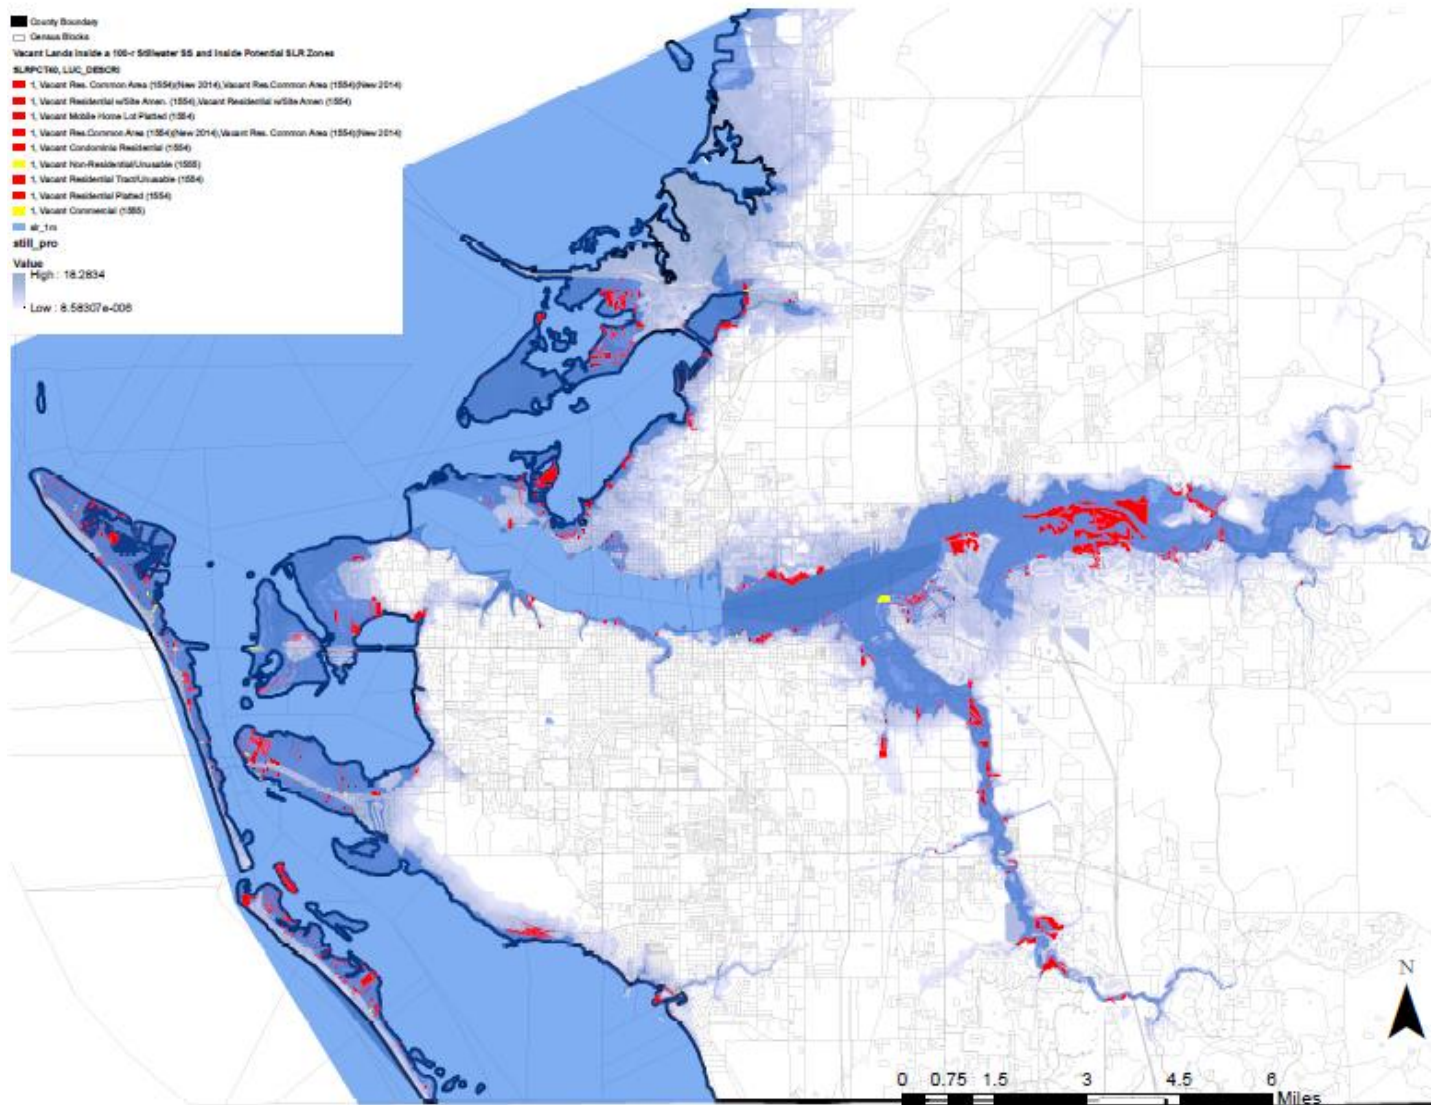 County Boundary
Census Blocks
Vacant Lands Inside a 100-r Stillwater SS and Inside Potential SLR Zones
SLRPCT40, LUC_DESCRI
1, Vacant Res. Common Area (1554)(New 2014),Vacant Res.Common Area (1554)(New 2014)
1, Vacant Residential w/Site Amen. (1554),Vacant Residential w/Site Amen (1554)
1, Vacant Mobile Home Lot Platted (1554)
1, Vacant Res.Common Area (1554)(New 2014),Vacant Res. Common Area (1554)(New 2014)
1, Vacant Condominia Residential (1554)
1, Vacant Non-Residential/Unusable (1555)
1, Vacant Residential Tract/Unusable (1554)
1, Vacant Residential Platted (1554)
1, Vacant Commercial (1555)
slr_1m
still_pro
Value
High : 18.2834
Low : 8.58307e-006
N
0 0.75 1.5 3 4.5 6
Miles